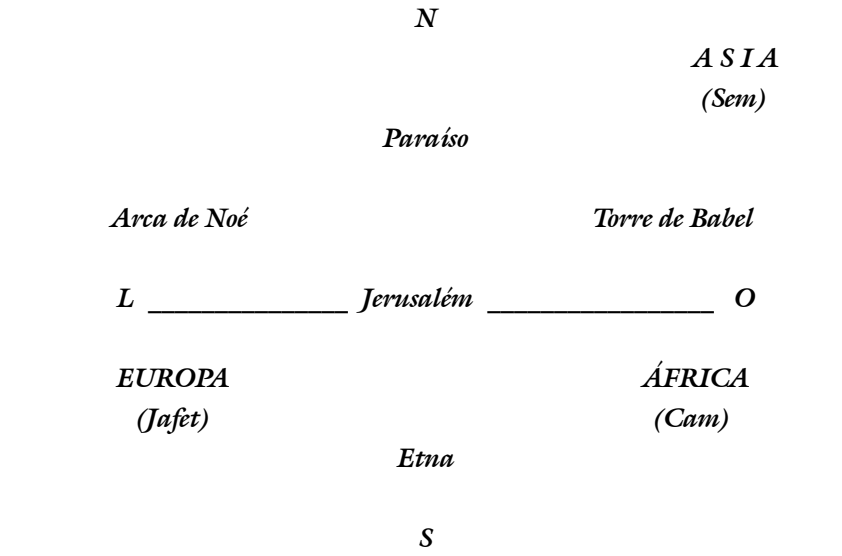 N
A S I A
(Sem)
Paraíso
Arca de Noé Torre de Babel
L _______________ Jerusalém _________________ O
EUROPA ÁFRICA
(Jafet) (Cam)
Etna
S